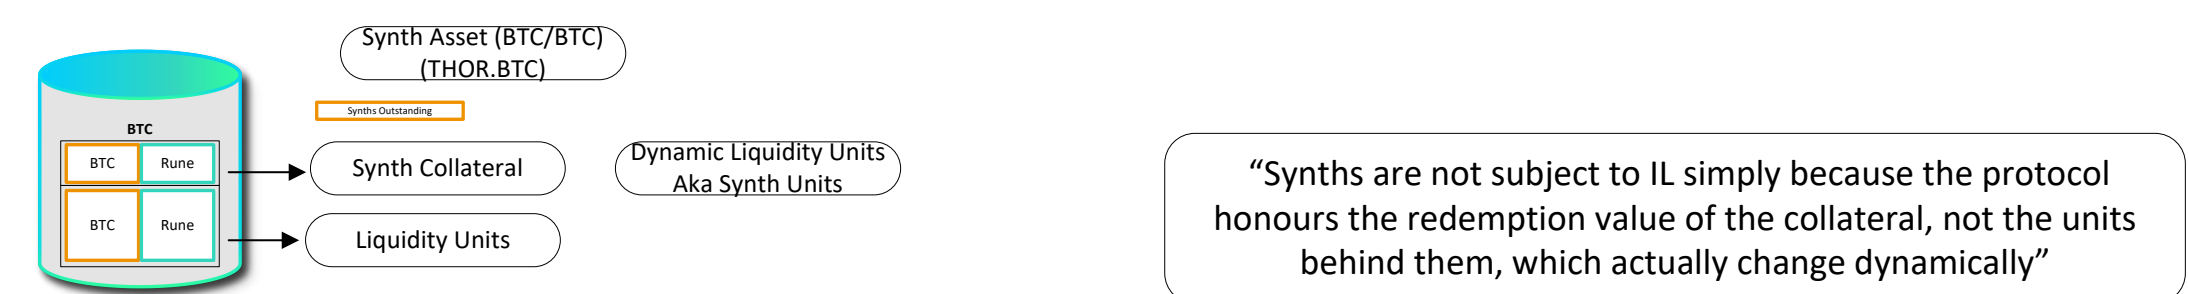 Synth Asset (BTC/BTC)
(THOR.BTC)
Synths Outstanding
BTC
BTC
Rune
Synth Collateral
Dynamic Liquidity Units
Aka Synth Units
BTC
Rune
Liquidity Units
“Synths are not subject to IL simply because the protocol
honours the redemption value of the collateral, not the units
behind them, which actually change dynamically”